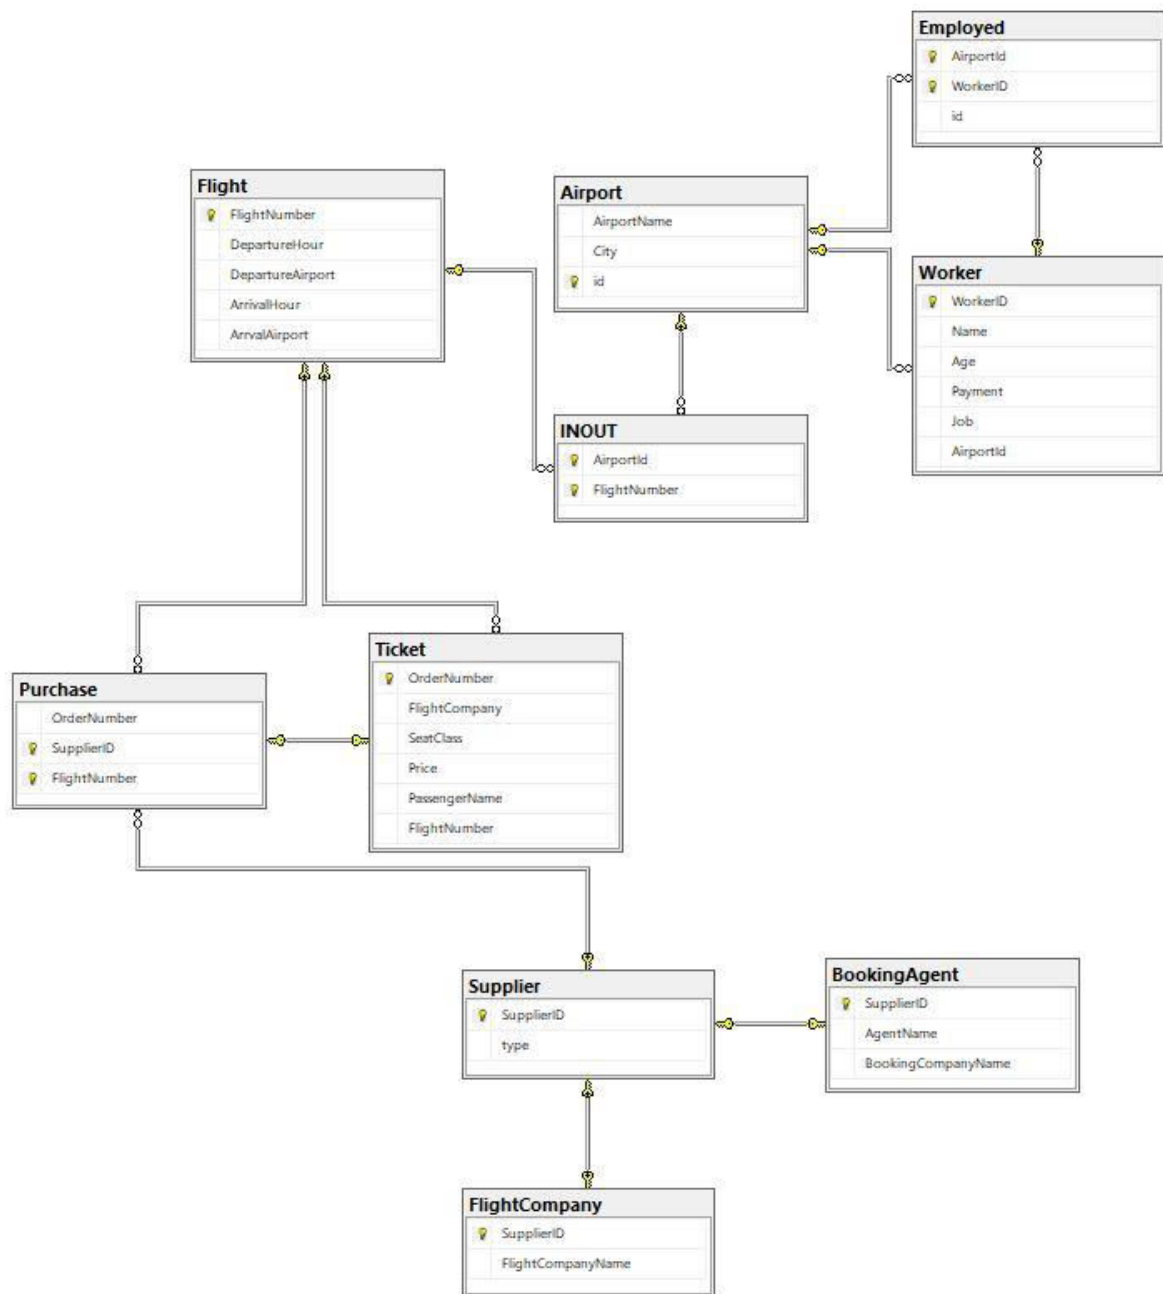 Employed
AirportId
WorkerID
id
Flight
FlightNumber
DepartureHour
DepartureAirport
ArrivalHour
ArrvalAirport
Airport
AirportName
City
id
Worker
WorkerID
Name
Age
Payment
Job
AirportId
INOUT
AirportId
FlightNumber
Purchase
OrderNumber
SupplierID
FlightNumber
Ticket
OrderNumber
FlightCompany
SeatClass
Price
PassengerName
FlightNumber
Supplier
SupplierID
type
BookingAgent
SupplierID
AgentName
BookingCompanyName
FlightCompany
SupplierID
FlightCompanyName